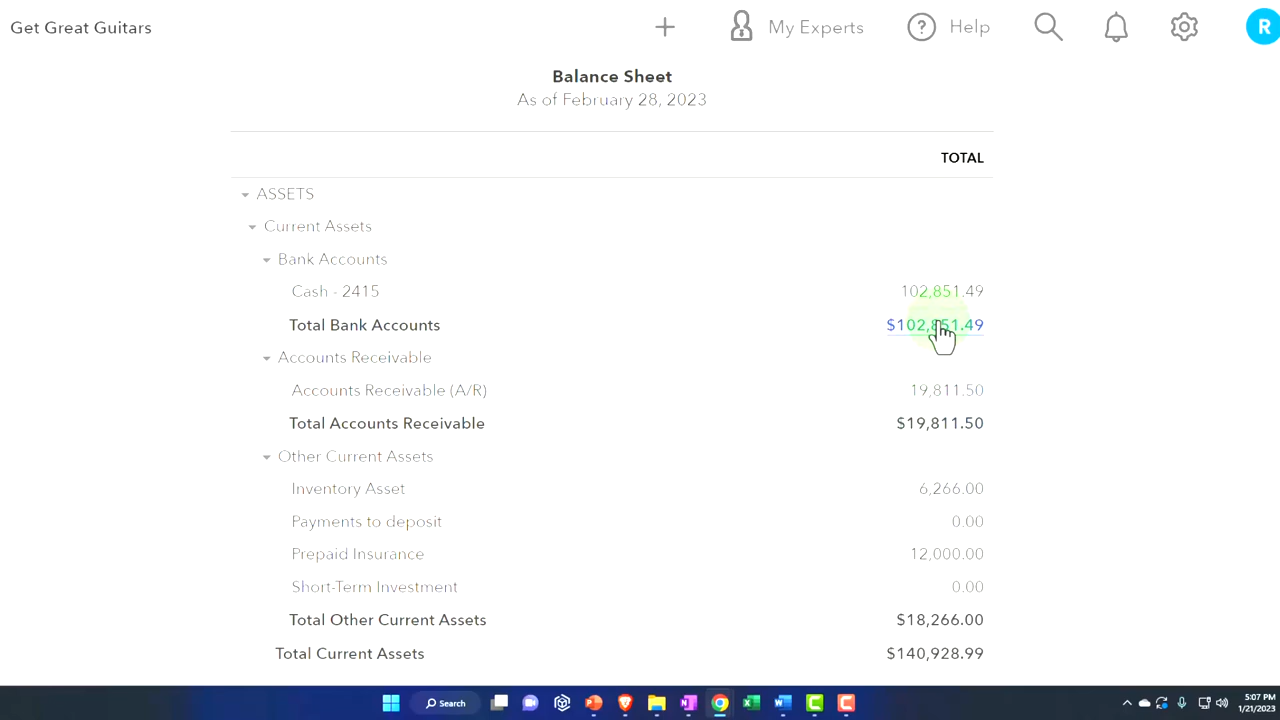 Get Great Guitars
My Experts
Help
R
Balance Sheet
As of February 28, 2023
TOTAL
ASSETS
Current Assets
Bank Accounts
Cash - 2415 102,851.49
Total Bank Accounts $102,851.49
Accounts Receivable
Accounts Receivable (A/R) 19,811.50
Total Accounts Receivable $19,811.50
Other Current Assets
Inventory Asset 6,266.00
Payments to deposit 0.00
Prepaid Insurance 12,000.00
Short-Term Investment 0.00
Total Other Current Assets $18,266.00
Total Current Assets $140,928.99
Search
5:07 PM
1/21/2023